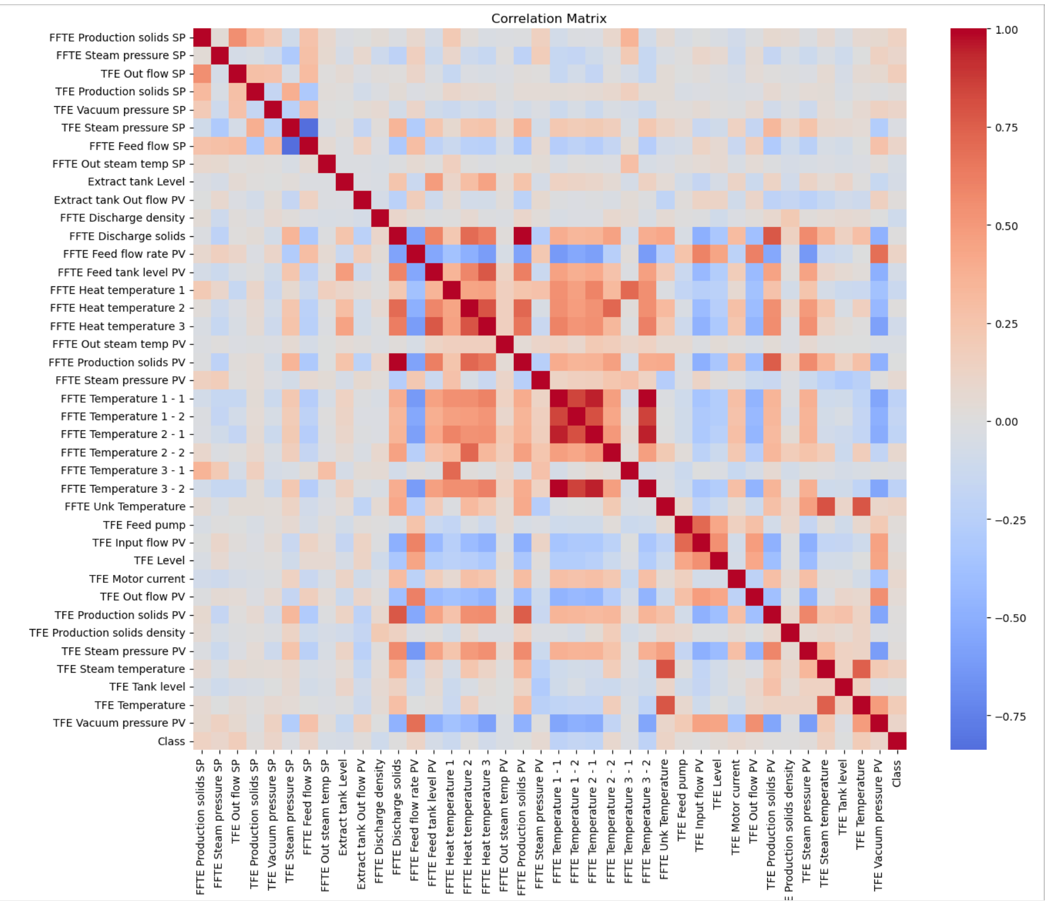 Correlation Matrix
FFTE Production solids SP
FFTE Steam pressure SP
TFE Out flow SP
TFE Production solids SP
TFE Vacuum pressure SP
TFE Steam pressure SP
FFTE Feed flow SP
FFTE Out steam temp SP
Extract tank Level
Extract tank Out flow PV
FFTE Discharge density
FFTE Discharge solids
FFTE Feed flow rate PV
FFTE Feed tank level PV
FFTE Heat temperature 1
FFTE Heat temperature 2
FFTE Heat temperature 3
FFTE Out steam temp PV
FFTE Production solids PV
FFTE Steam pressure PV
FFTE Temperature 1 - 1
FFTE Temperature 1 - 2
FFTE Temperature 2 - 1
FFTE Temperature 2 - 2
FFTE Temperature 3 - 1
FFTE Temperature 3 - 2
FFTE Unk Temperature
TFE Feed pump
TFE Input flow PV
TFE Level
TFE Motor current
TFE Out flow PV
TFE Production solids PV
TFE Production solids density
TFE Steam pressure PV
TFE Steam temperature
TFE Tank level
TFE Temperature
TFE Vacuum pressure PV
Class
FFTE Production solids SP
FFTE Steam pressure SP
TFE Out flow SP
TFE Production solids SP
TFE Vacuum pressure SP
TFE Steam pressure SP
FFTE Feed flow SP
FFTE Out steam temp SP
Extract tank Level
Extract tank Out flow PV
FFTE Discharge density
FFTE Discharge solids
FFTE Feed flow rate PV
FFTE Feed tank level PV
FFTE Heat temperature 1
FFTE Heat temperature 2
FFTE Heat temperature 3
FFTE Out steam temp PV
FFTE Production solids PV
FFTE Steam pressure PV
FFTE Temperature 1 - 1
FFTE Temperature 1 - 2
FFTE Temperature 2 - 1
FFTE Temperature 2 - 2
FFTE Temperature 3 - 1
FFTE Temperature 3 - 2
FFTE Unk Temperature
TFE Feed pump
TFE Input flow PV
TFE Level
TFE Motor current
TFE Out flow PV
TFE Production solids PV
Production solids density
TFE Steam pressure PV
TFE Steam temperature
TFE Tank level
TFE Temperature
TFE Vacuum pressure PV
Class
1.00
0.75
0.50
0.25
0.00
−0.25
−0.50
−0.75